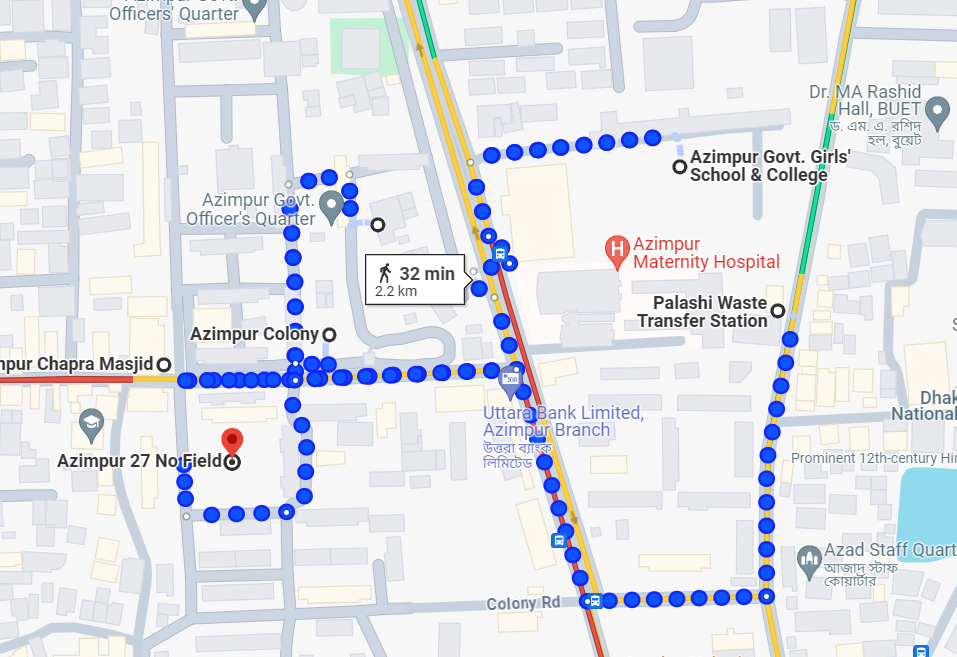 Officers' Quarter
Dr. MA Rashid
Hall, BUET
ড. এম. এ. রশিদ
হল, বুয়েট
Azimpur Govt. Girls'
School & College
Azimpur Govt.
Officer's Quarter
H
Azimpur
Maternity Hospital
32 min
2.2 km
Palashi Waste
Transfer Station
Azimpur Colony
npur Chapra Masjid
Uttara Bank Limited,
Azimpur Branch
উত্তরা ব্যাংক
লিমিটেড
Dhak
National
Azimpur 27 No Field
Prominent 12th-century Hin
Azad Staff Quart
আজাদ স্টাফ
কোয়ার্টার
Colony Rd